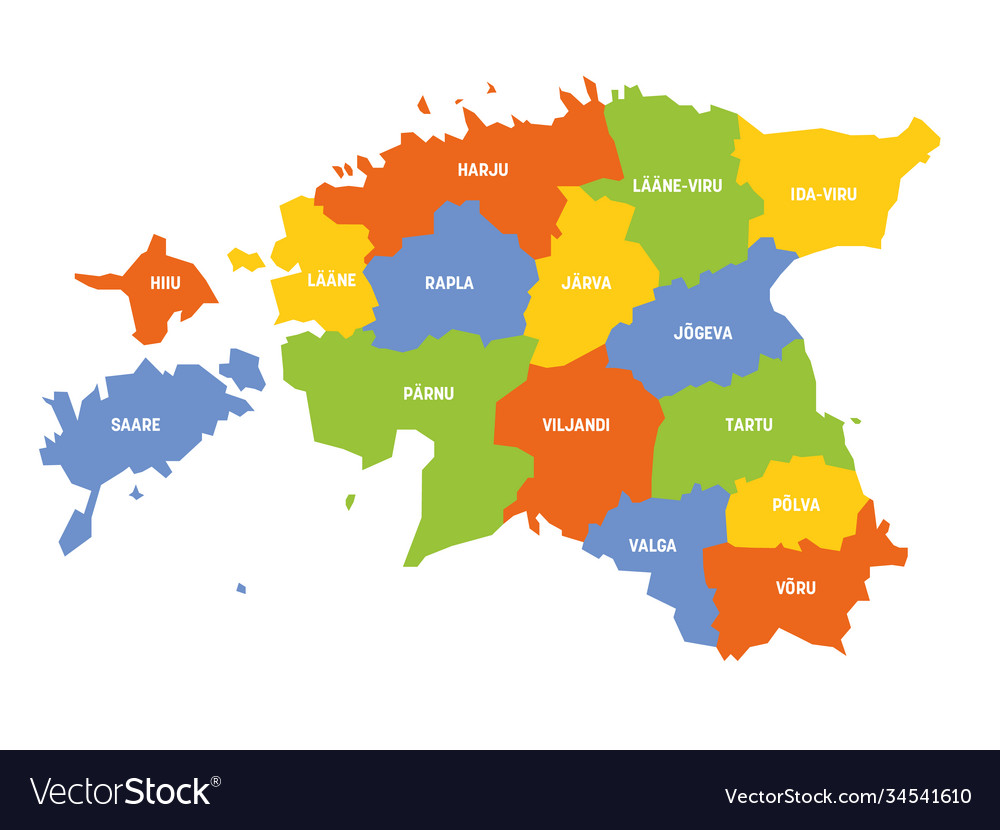 HARJU
LÄÄNE-VIRU
IDA-VIRU
HIIU
LÄÄNE
RAPLA
JÄRVA
JÕGEVA
PÄRNU
SAARE
VILJANDI
TARTU
PÕLVA
VALGA
VÕRU
VectorStock®
VectorStock.com/34541610